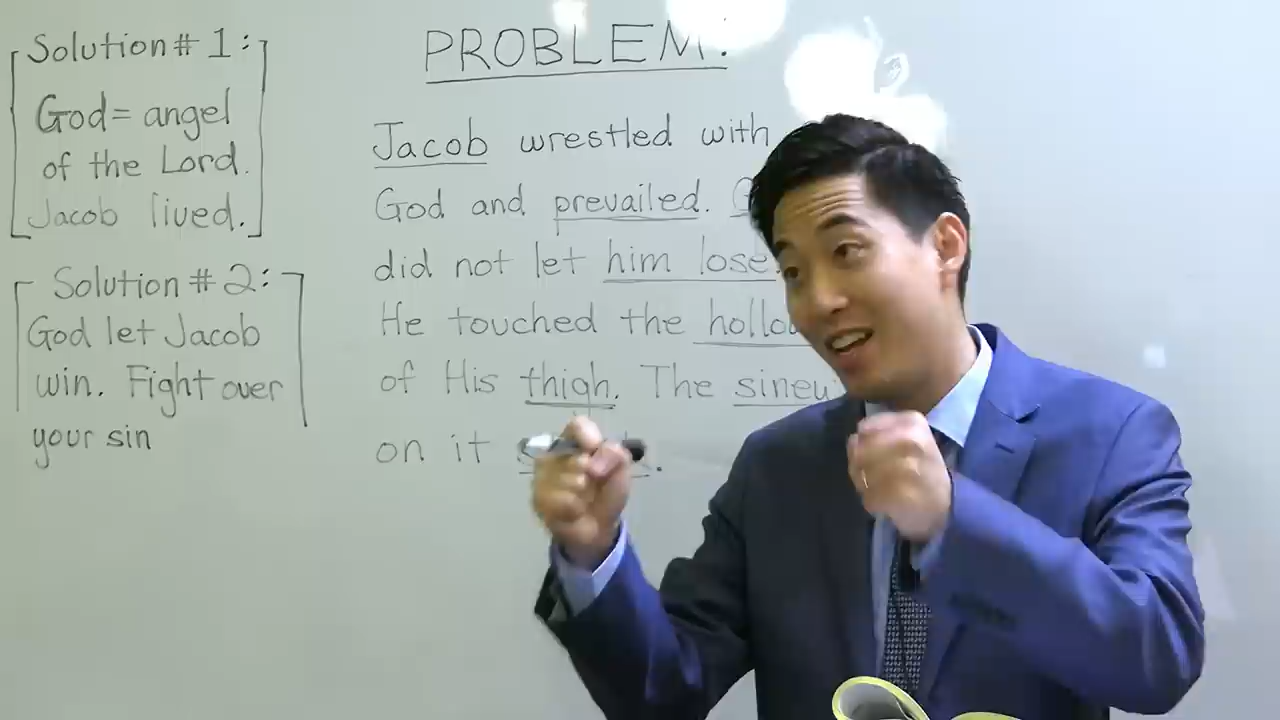 Solution # 1:
God = angel
of the Lord.
Jacob lived.
Solution # 2:
God let Jacob
win. Fight over
your sin
PROBLEM:
Jacob wrestled with
God and prevailed.
did not let him lose.
He touched the
of His thigh. The
on it